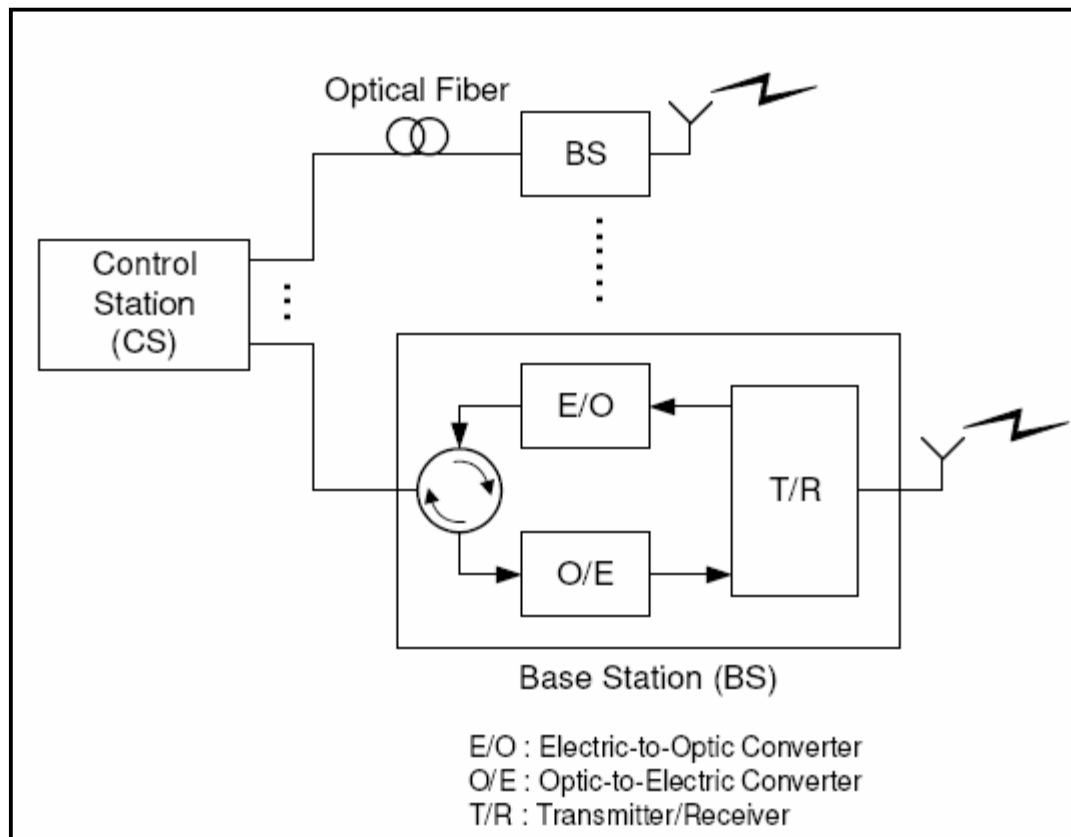 Optical Fiber
BS
Control
Station
(CS)
E/O
T/R
O/E
Base Station (BS)
E/O : Electric-to-Optic Converter
O/E : Optic-to-Electric Converter
T/R : Transmitter/Receiver